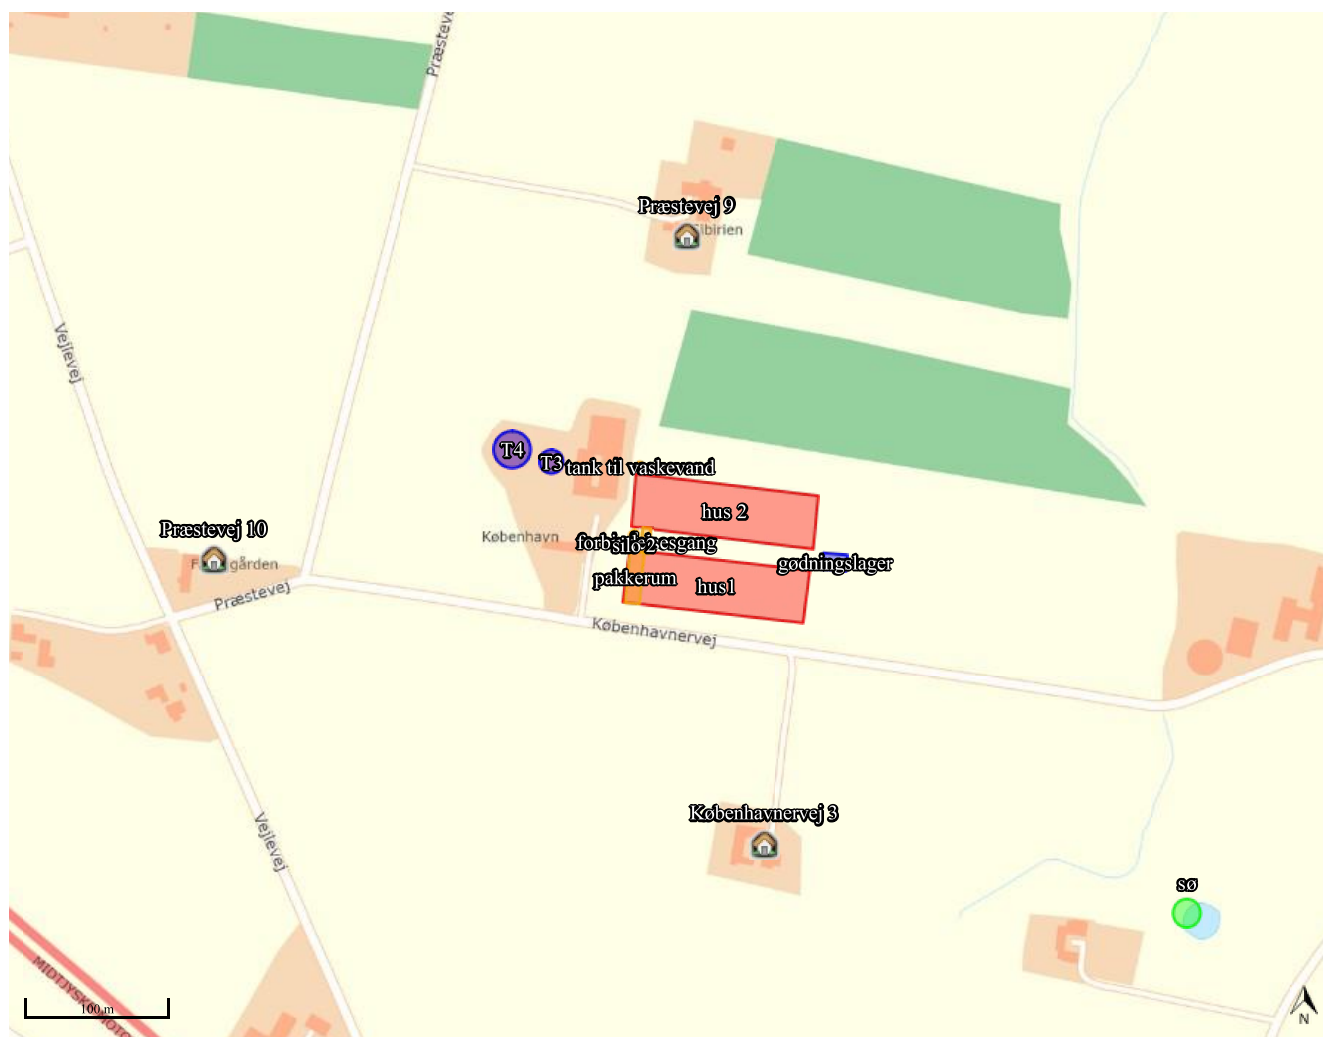 Præstevej
Præstevej 9
Sibirien
Vejlevej
T4
T3
tank til vaskevand
hus 2
København
silo 2
gødningslager
pakkerum
hus1
Præstevej 10
gården
Præstevej
Københavnervej
Københavnervej 3
Vejlevej
sø
100 m
N